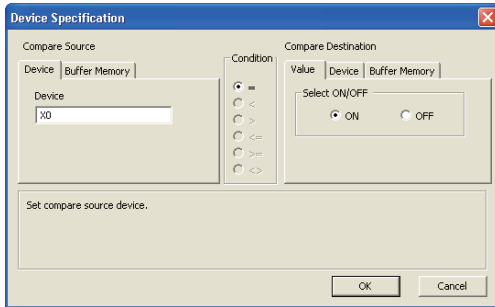 Device Specification
Compare Source
Device
Buffer Memory
Device
X0
Condition
=
<
>
<=
>=
<>
Compare Destination
Value
Device
Buffer Memory
Select ON/OFF
ON
OFF
Set compare source device.
OK
Cancel